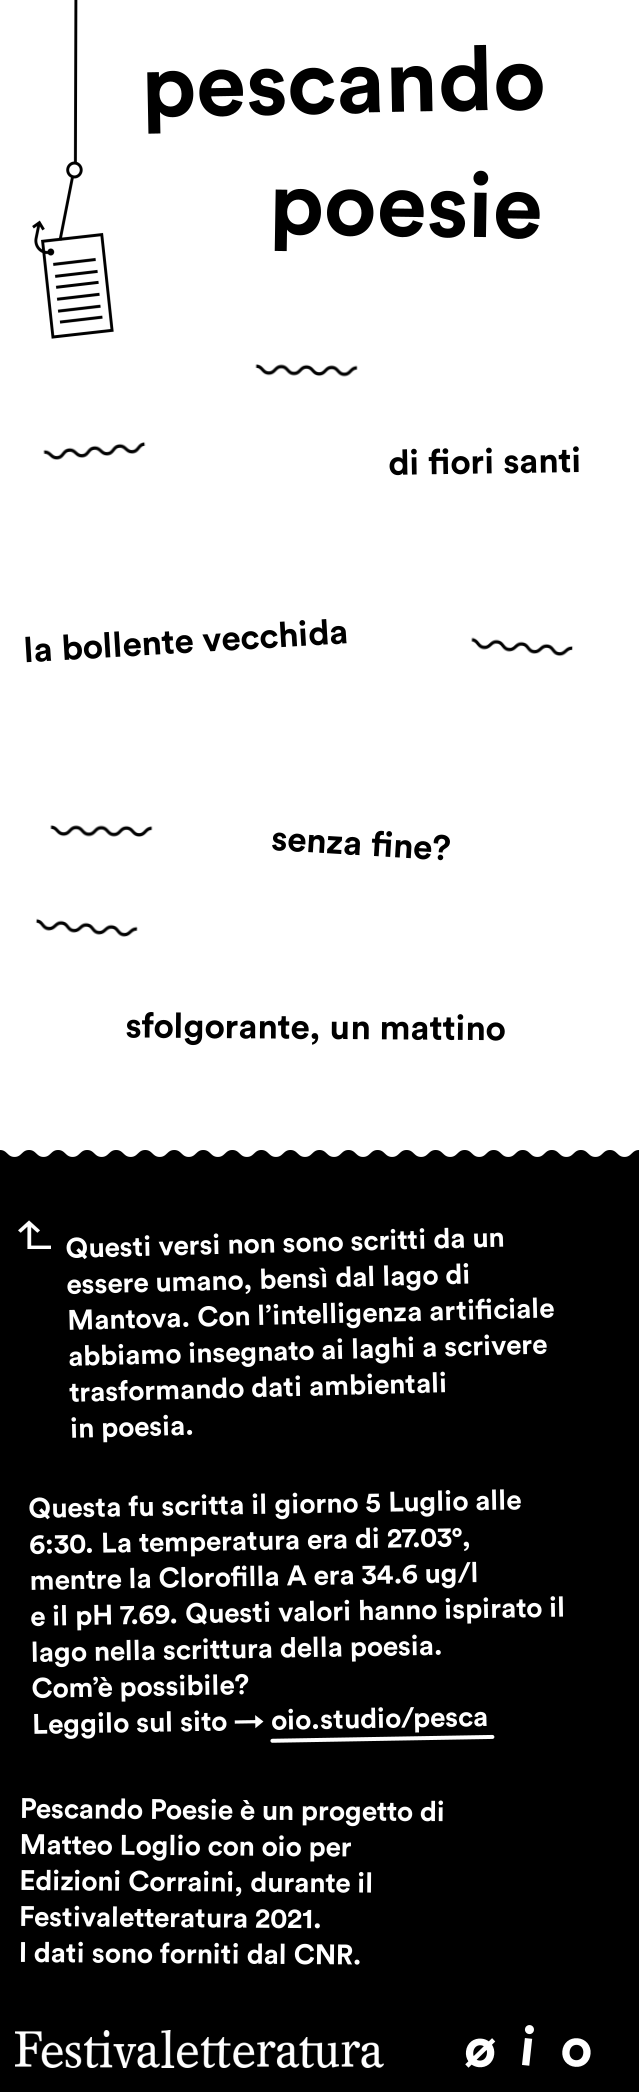 pescando
poesie
di fiori santi
la bollente vecchida
senza fine?
sfolgorante, un mattino
Questi versi non sono scritti da un
essere umano, bensì dal lago di
Mantova. Con l’intelligenza artificiale
abbiamo insegnato ai laghi a scrivere
trasformando dati ambientali
in poesia.
Questa fu scritta il giorno 5 Luglio alle
6:30. La temperatura era di 27.03°,
mentre la Clorofilla A era 34.6 ug/l
e il pH 7.69. Questi valori hanno ispirato il
lago nella scrittura della poesia.
Com’è possibile?
Leggilo sul sito → oio.studio/pesca
Pescando Poesie è un progetto di
Matteo Loglio con oio per
Edizioni Corraini, durante il
Festivaletteratura 2021.
I dati sono forniti dal CNR.
Festivaletteratura ø i o